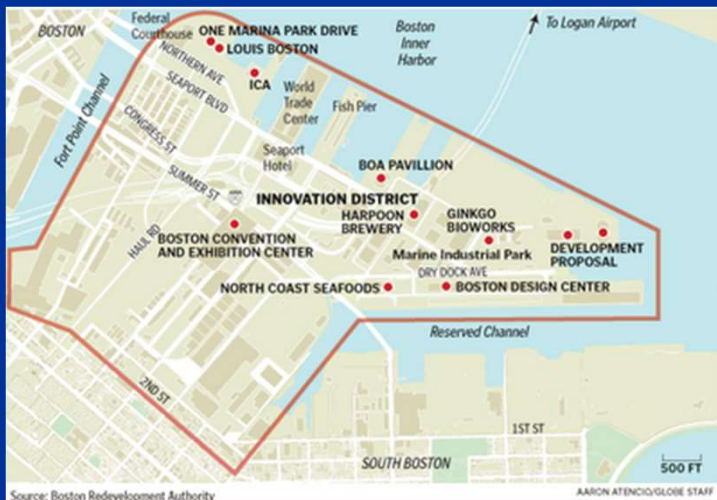 BOSTON
Federal
Courthouse
ONE MARINA PARK DRIVE
LOUIS BOSTON
NORTHERN AVE
ICA
SEAPORT BLVD
World
Trade
Center
Fish Pier
Boston
Inner
Harbor
To Logan Airport
Fort Point Channel
CONGRESS ST
SUMMER ST
Seaport
Hotel
BOA PAVILLION
INNOVATION DISTRICT
HARPOON
BREWERY
GINKGO
BIOWORKS
HAUL RD
BOSTON CONVENTION
AND EXHIBITION CENTER
Marine Industrial Park
DEVELOPMENT
PROPOSAL
DRY DOCK AVE
NORTH COAST SEAFOODS
BOSTON DESIGN CENTER
Reserved Channel
2ND ST
1ST ST
SOUTH BOSTON
500 FT
Source: Boston Redevelopment Authority
AARON ATENCIO/GLOBE STAFF